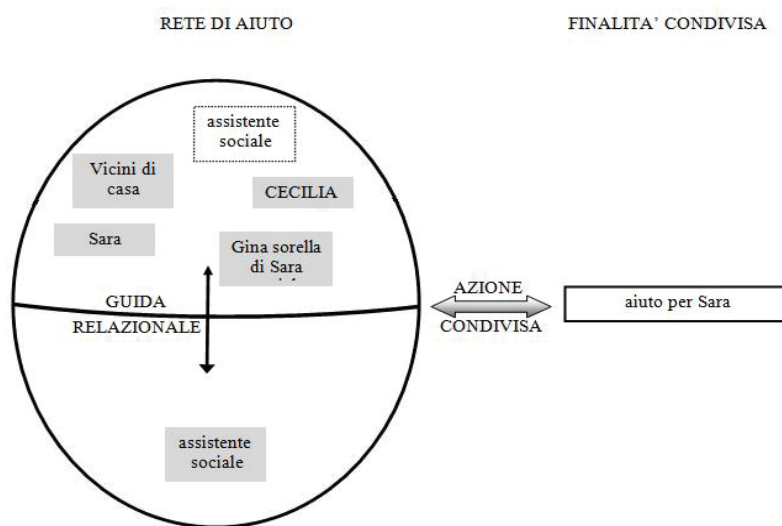 RETE DI AIUTO
FINALITA’ CONDIVISA
assistente
sociale
Vicini di
casa
CECILIA
Sara
Gina sorella
di Sara
GUIDA
RELAZIONALE
AZIONE
CONDIVISA
aiuto per Sara
assistente
sociale